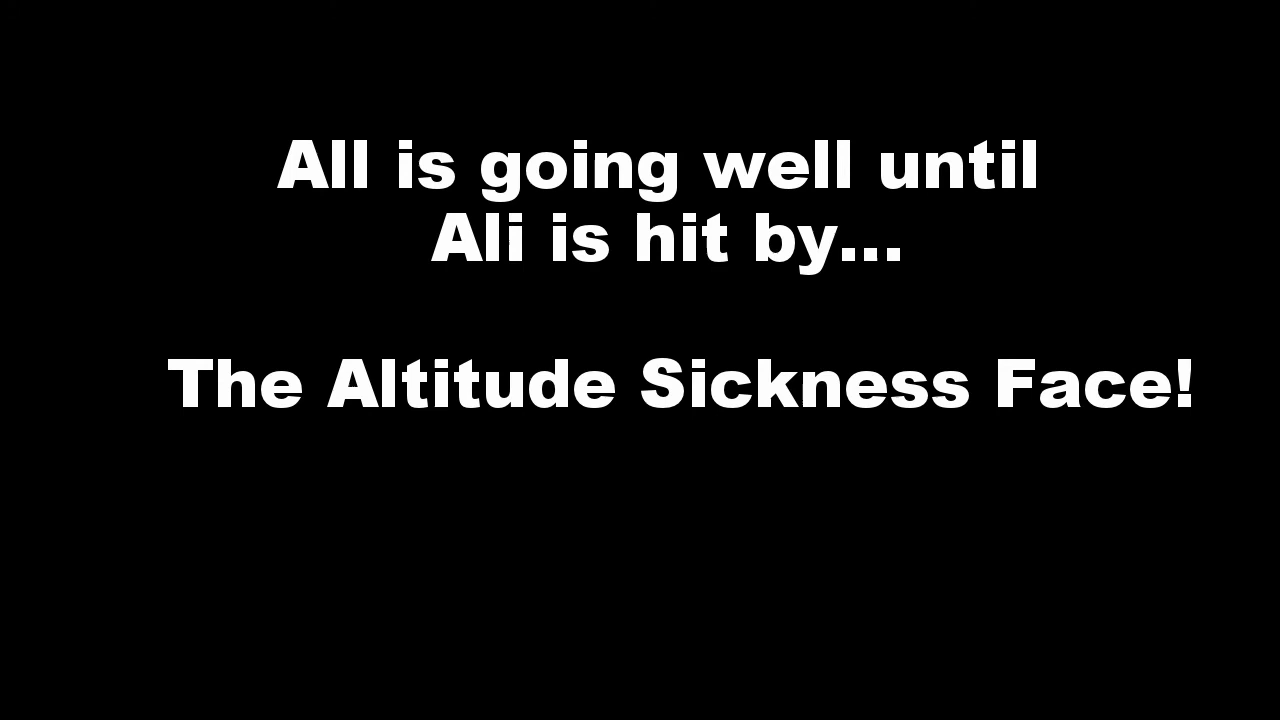 All is going well until
Ali is hit by...
The Altitude Sickness Face!